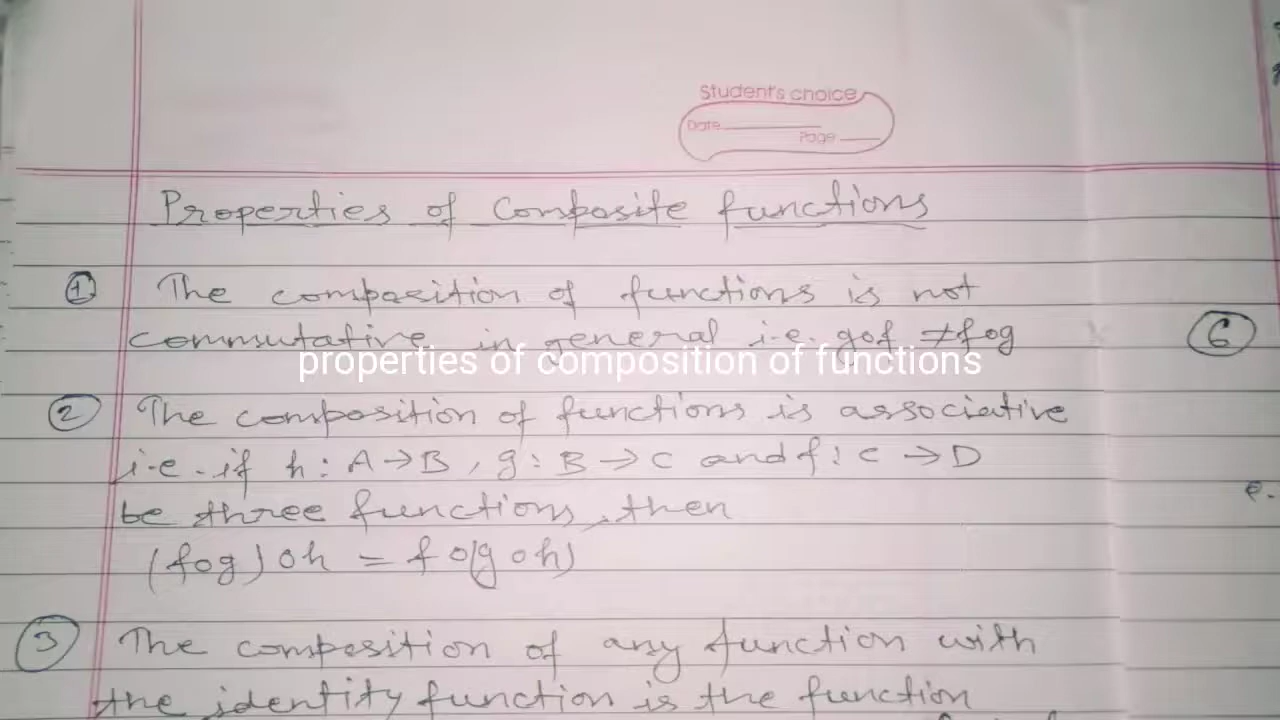 Student's choice
Date
Page
Properties of Composite functions
① The composition of functions is not
commutative in general i.e gof ≠ fog
properties of composition of functions
⑥
② The composition of functions is associative
i.e. if h : A → B , g : B → C and f : C → D
be three functions, then
(fog) oh = f o(g oh)
③ The composition of any function with
the identity function is the function